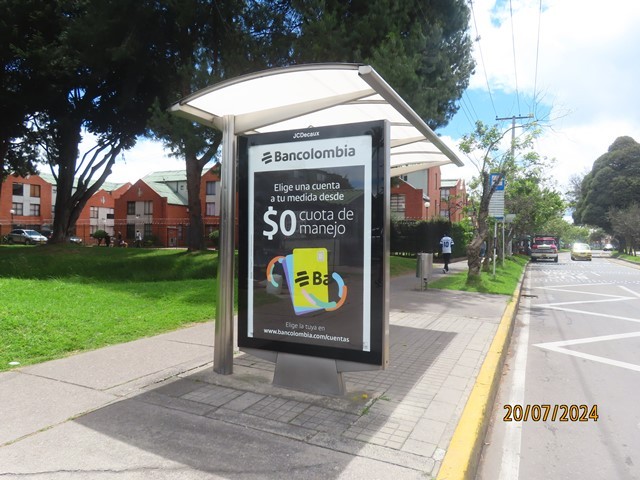 JCDecaux
Bancolombia
Elige una cuenta
a tu medida desde
$0 cuota de
manejo
Ba
Elige la tuya en
www.bancolombia.com/cuentas
20/07/2024